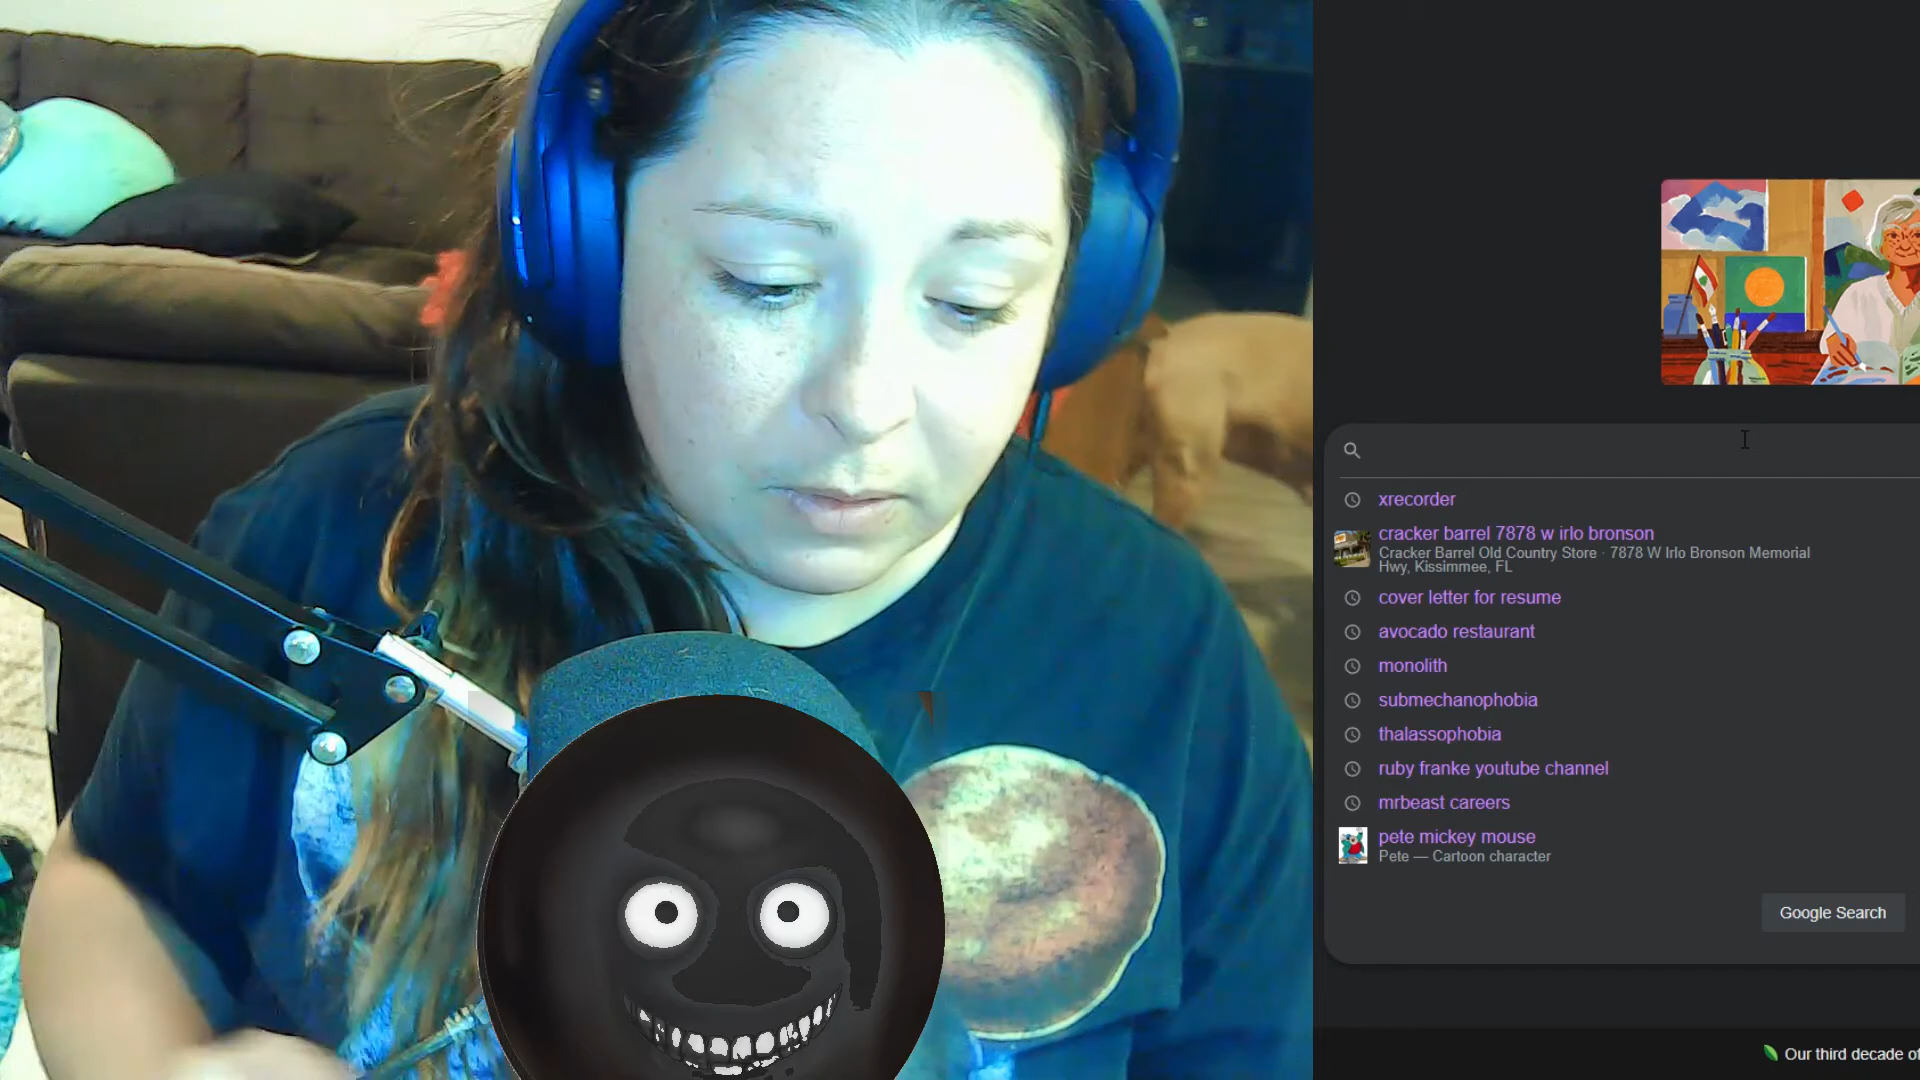 xrecorder
cracker barrel 7878 w irlo bronson
Cracker Barrel Old Country Store · 7878 W Irlo Bronson Memorial
Hwy, Kissimmee, FL
cover letter for resume
avocado restaurant
monolith
submechanophobia
thalassophobia
ruby franke youtube channel
mrbeast careers
pete mickey mouse
Pete — Cartoon character
Google Search
Our third decade of